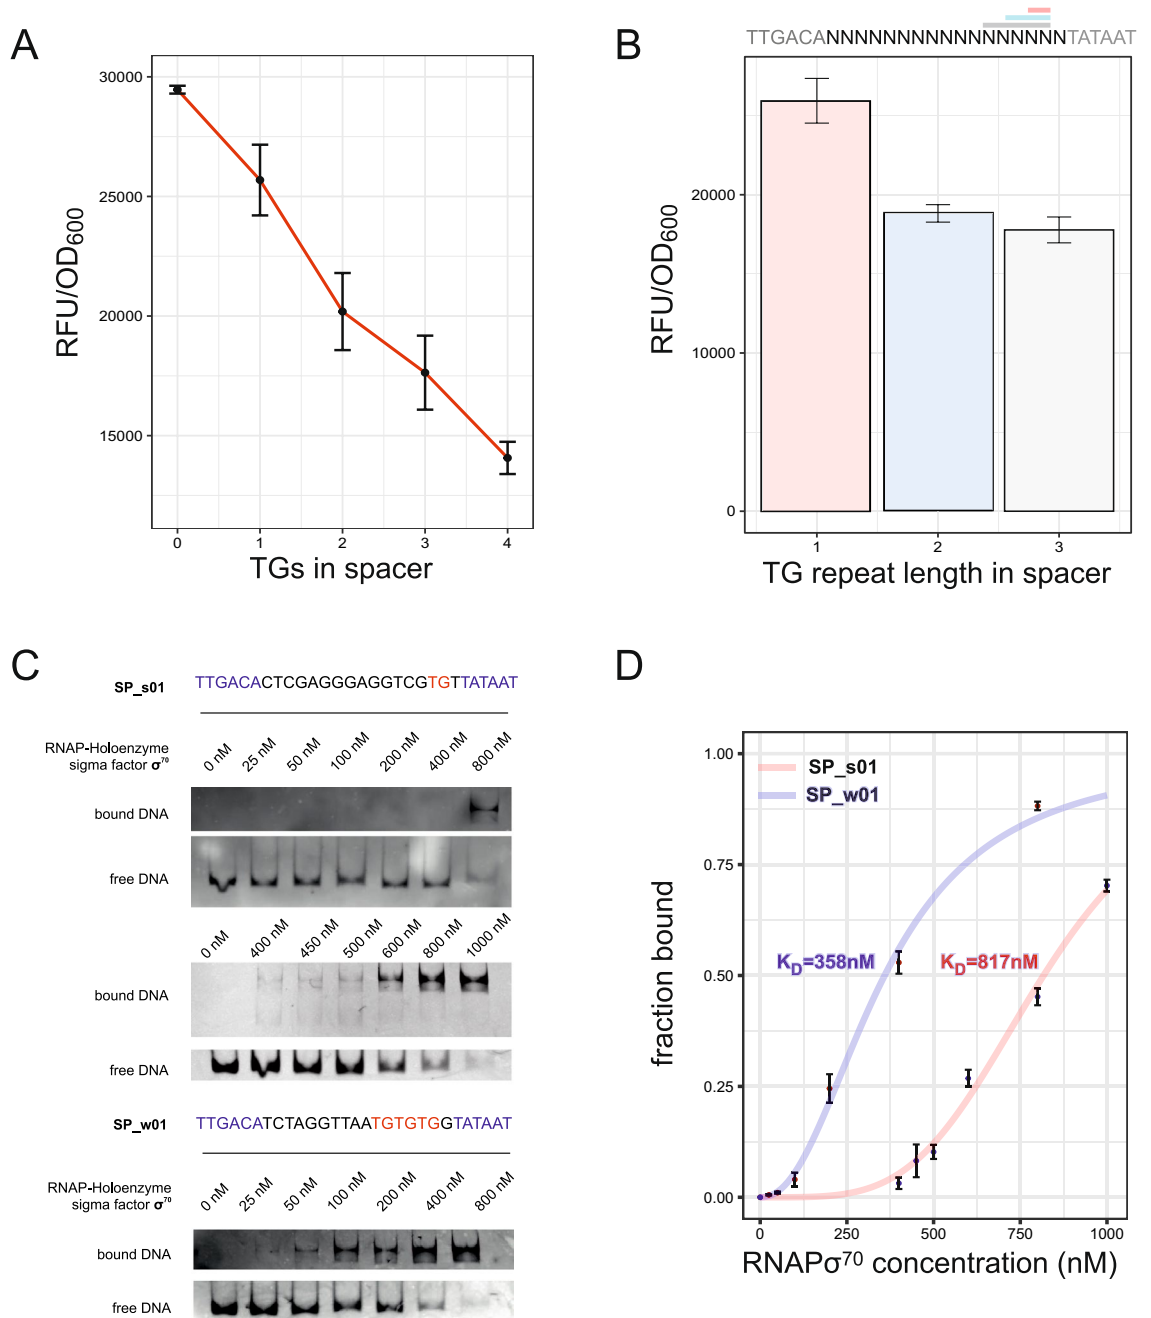 A
30000
25000
20000
15000
RFU/OD600
0 1 2 3 4
TGs in spacer
B
TTGACANNNNNNNNNNNNNNNNNTATAAT
20000
10000
0
RFU/OD600
1 2 3
TG repeat length in spacer
C
SP_s01 TTGACACTCGAGGGAGGTCGTGTTATAAT
RNAP-Holoenzyme
sigma factor σ70
0 nM 25 nM 50 nM 100 nM 200 nM 400 nM 800 nM
bound DNA
free DNA
0 nM 400 nM 450 nM 500 nM 600 nM 800 nM 1000 nM
bound DNA
free DNA
SP_w01 TTGACATCTAGGTTAATGTGTGGTATAAT
RNAP-Holoenzyme
sigma factor σ70
0 nM 25 nM 50 nM 100 nM 200 nM 400 nM 800 nM
bound DNA
free DNA
D
1.00
0.75
0.50
0.25
0.00
fraction bound
SP_s01
SP_w01
KD=358nM KD=817nM
0 250 500 750 1000
RNAPσ70 concentration (nM)